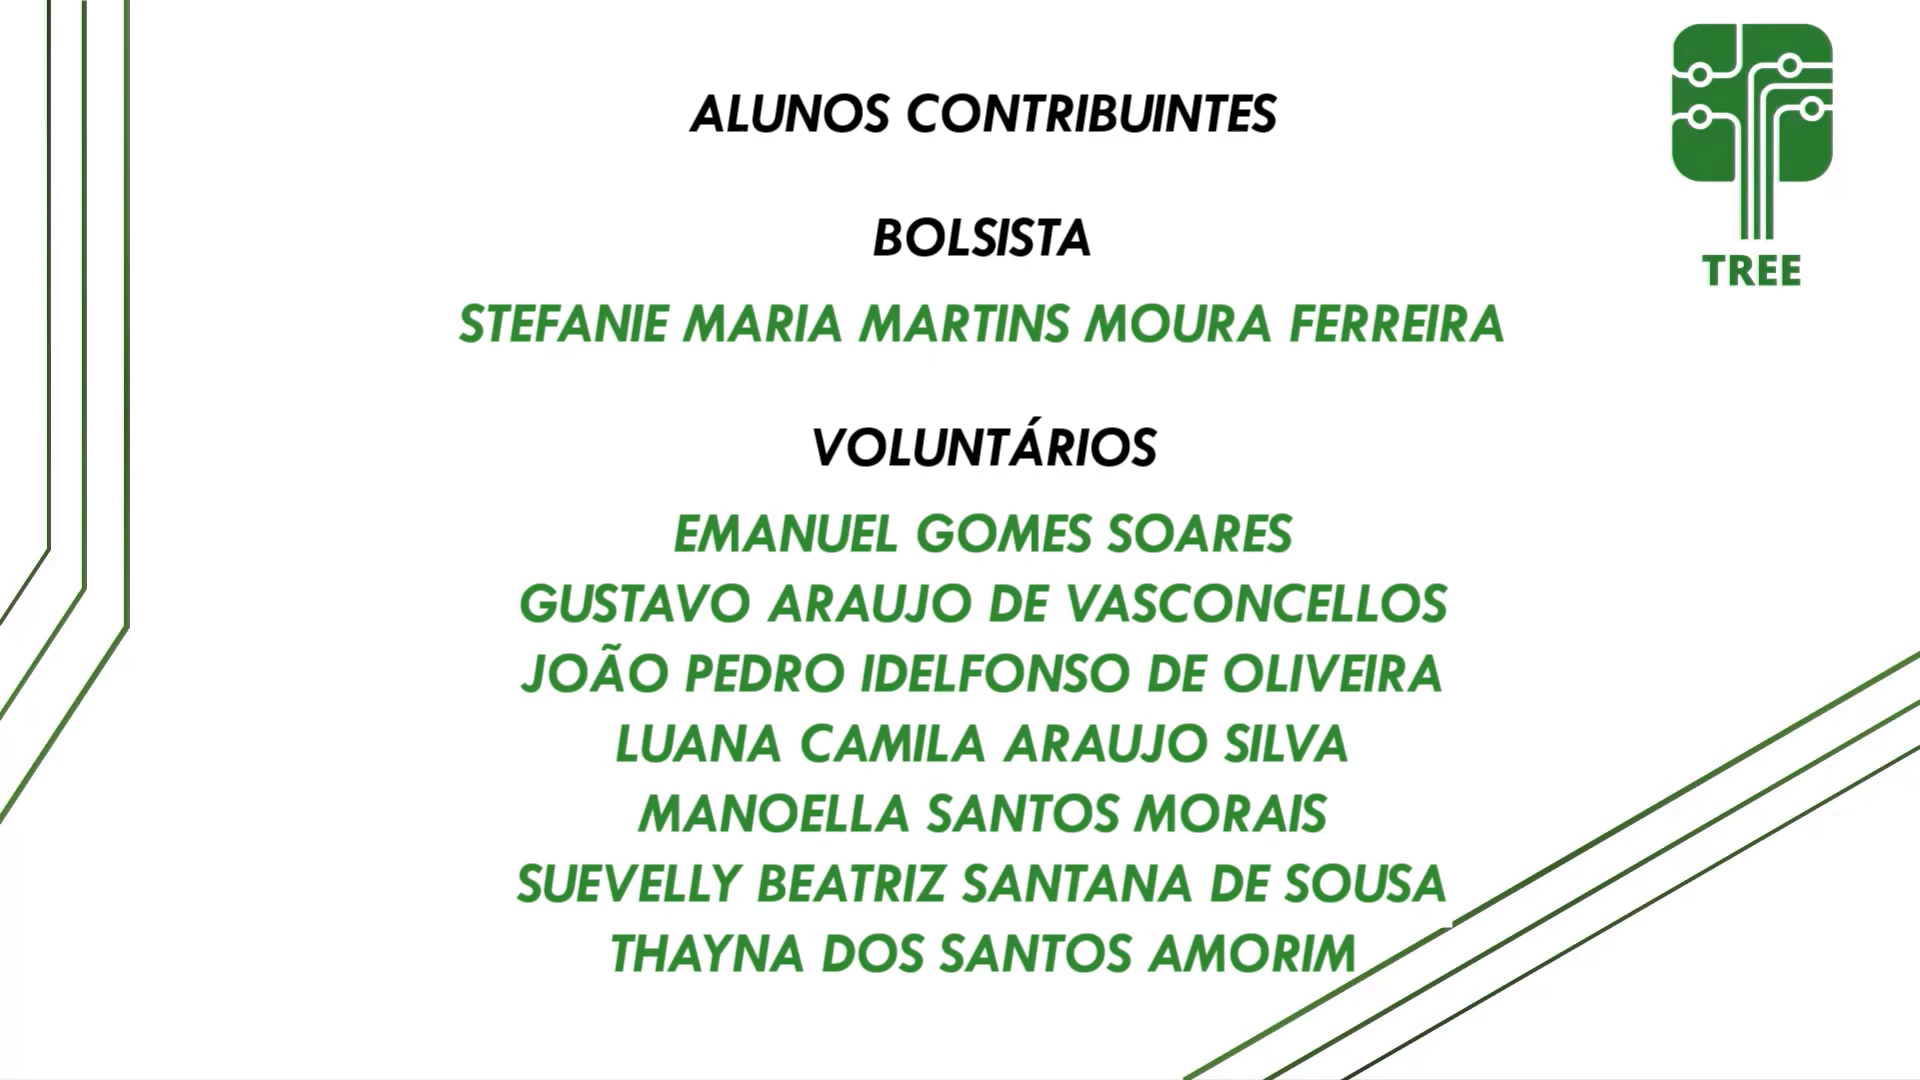 ALUNOS CONTRIBUINTES
TREE
BOLSISTA
STEFANIE MARIA MARTINS MOURA FERREIRA
VOLUNTÁRIOS
EMANUEL GOMES SOARES
GUSTAVO ARAUJO DE VASCONCELLOS
JOÃO PEDRO IDELFONSO DE OLIVEIRA
LUANA CAMILA ARAUJO SILVA
MANOELLA SANTOS MORAIS
SUEVELLY BEATRIZ SANTANA DE SOUSA
THAYNA DOS SANTOS AMORIM